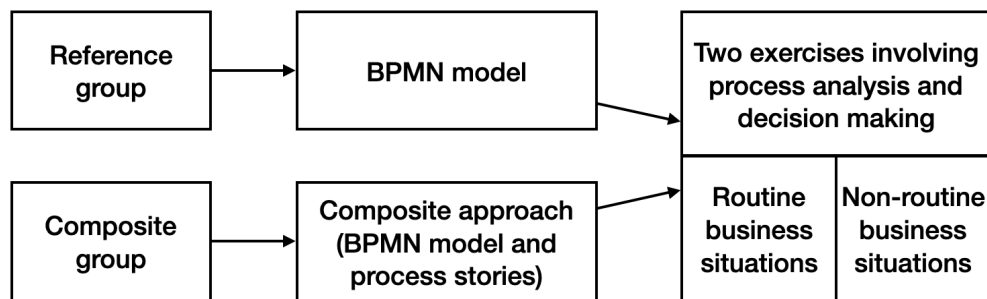 Reference
group
BPMN model
Two exercises involving
process analysis and
decision making
Composite
group
Composite approach
(BPMN model and
process stories)
Routine
business
situations
Non-routine
business
situations